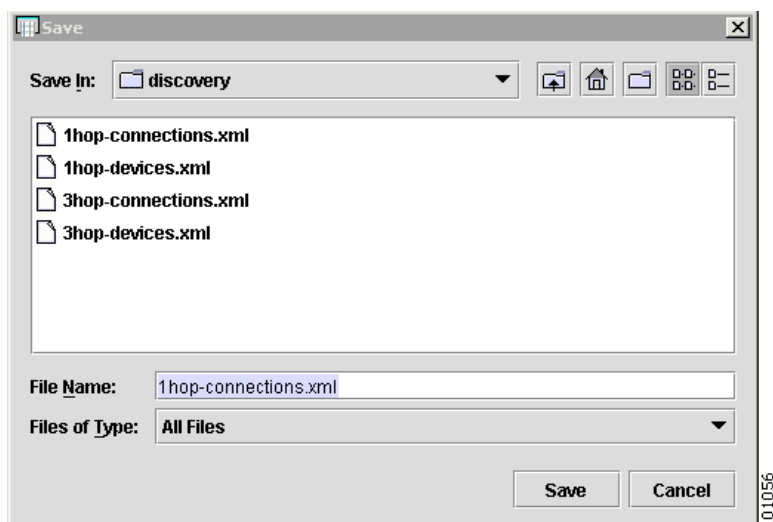 Save
Save In: discovery
1hop-connections.xml
1hop-devices.xml
3hop-connections.xml
3hop-devices.xml
File Name: 1hop-connections.xml
Files of Type: All Files
Save Cancel
01056